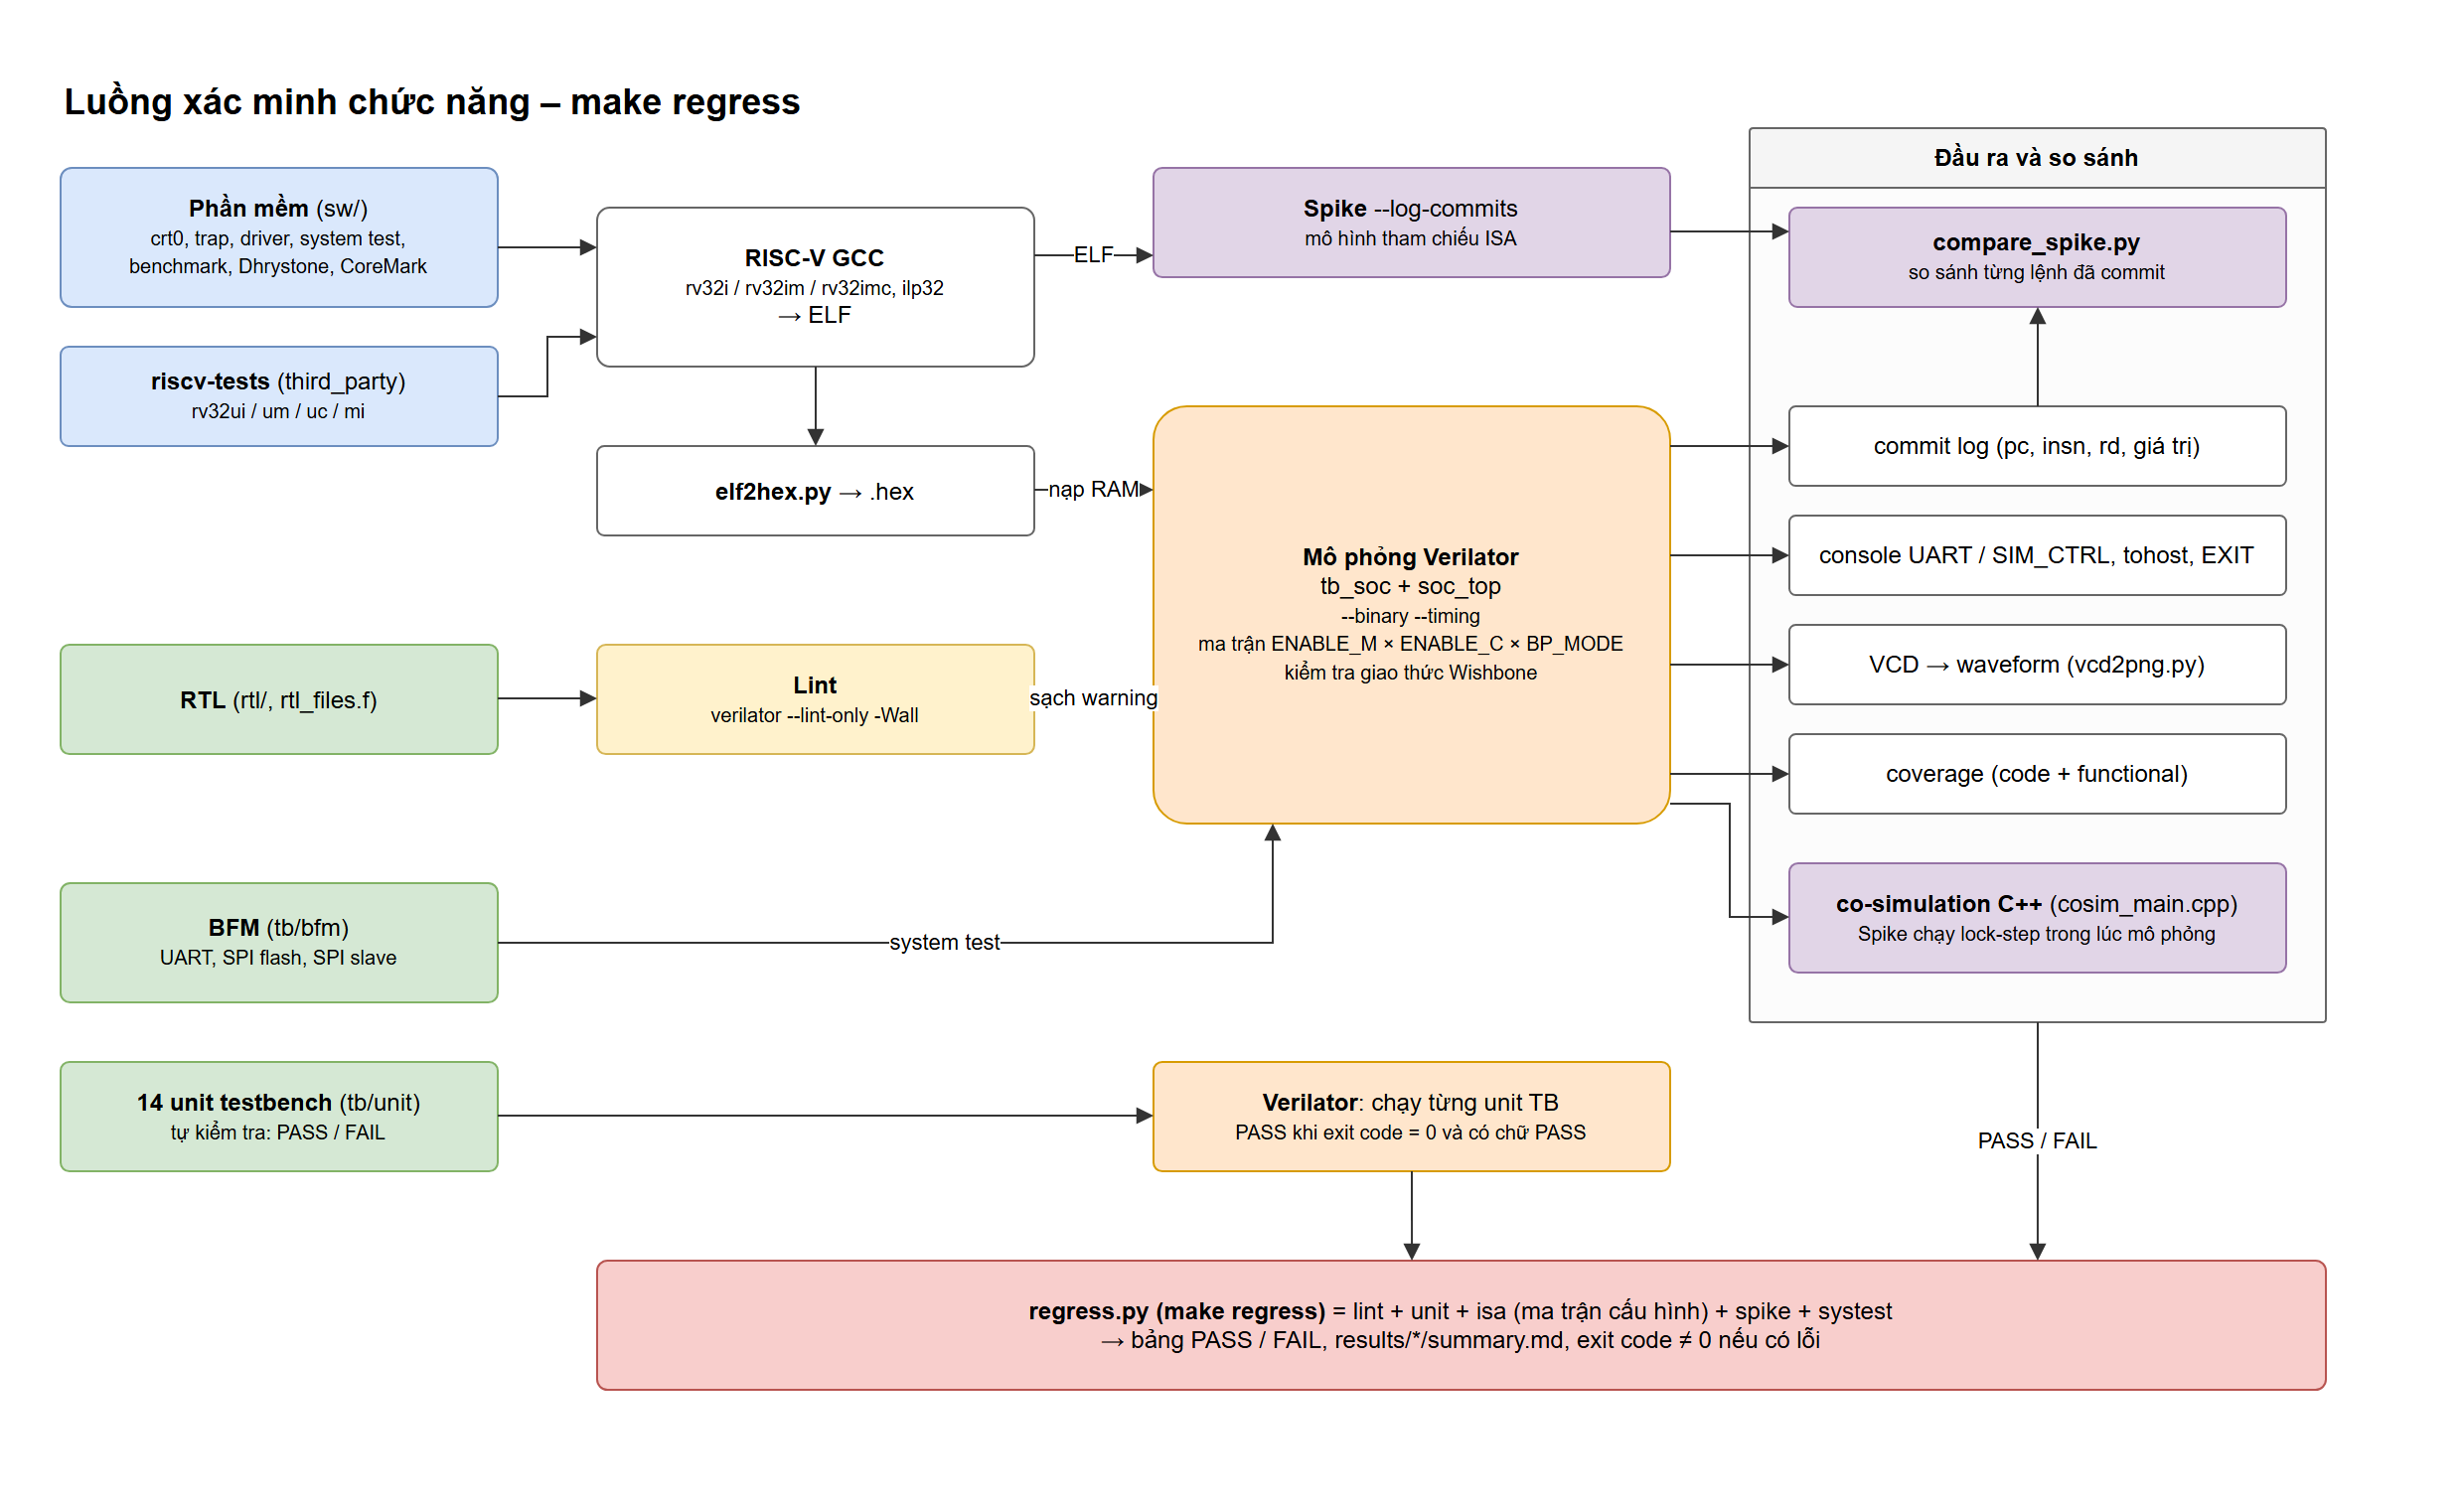 Luồng xác minh chức năng – make regress
Phần mềm (sw/)
crt0, trap, driver, system test,
benchmark, Dhrystone, CoreMark
riscv-tests (third_party)
rv32ui / um / uc / mi
RISC-V GCC
rv32i / rv32im / rv32imc, ilp32
→ ELF
ELF
Spike --log-commits
mô hình tham chiếu ISA
Đầu ra và so sánh
compare_spike.py
so sánh từng lệnh đã commit
elf2hex.py → .hex
nạp RAM
Mô phỏng Verilator
tb_soc + soc_top
--binary --timing
ma trận ENABLE_M × ENABLE_C × BP_MODE
kiểm tra giao thức Wishbone
commit log (pc, insn, rd, giá trị)
console UART / SIM_CTRL, tohost, EXIT
VCD → waveform (vcd2png.py)
coverage (code + functional)
co-simulation C++ (cosim_main.cpp)
Spike chạy lock-step trong lúc mô phỏng
RTL (rtl/, rtl_files.f)
Lint
verilator --lint-only -Wall
sạch warning
BFM (tb/bfm)
UART, SPI flash, SPI slave
system test
14 unit testbench (tb/unit)
tự kiểm tra: PASS / FAIL
Verilator: chạy từng unit TB
PASS khi exit code = 0 và có chữ PASS
PASS / FAIL
regress.py (make regress) = lint + unit + isa (ma trận cấu hình) + spike + systest
→ bảng PASS / FAIL, results/*/summary.md, exit code ≠ 0 nếu có lỗi